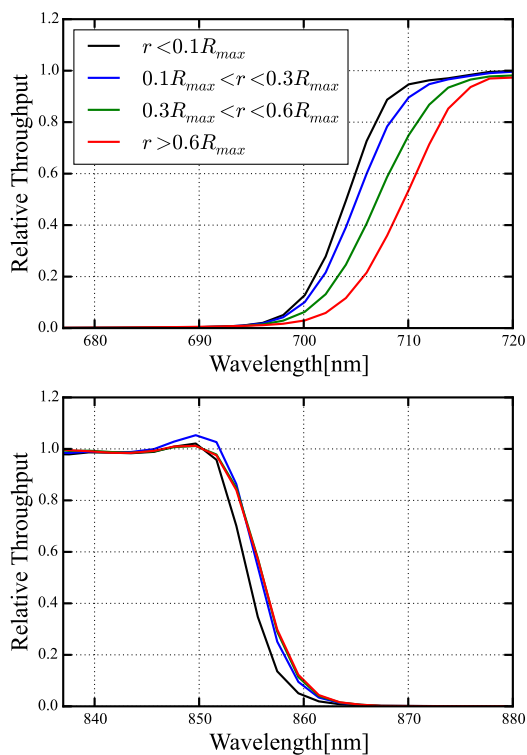 1.2
1.0
0.8
0.6
0.4
0.2
0.0
Relative Throughput
r < 0.1R_max
0.1R_max < r < 0.3R_max
0.3R_max < r < 0.6R_max
r > 0.6R_max
680 690 700 710 720
Wavelength[nm]
1.2
1.0
0.8
0.6
0.4
0.2
0.0
Relative Throughput
840 850 860 870 880
Wavelength[nm]